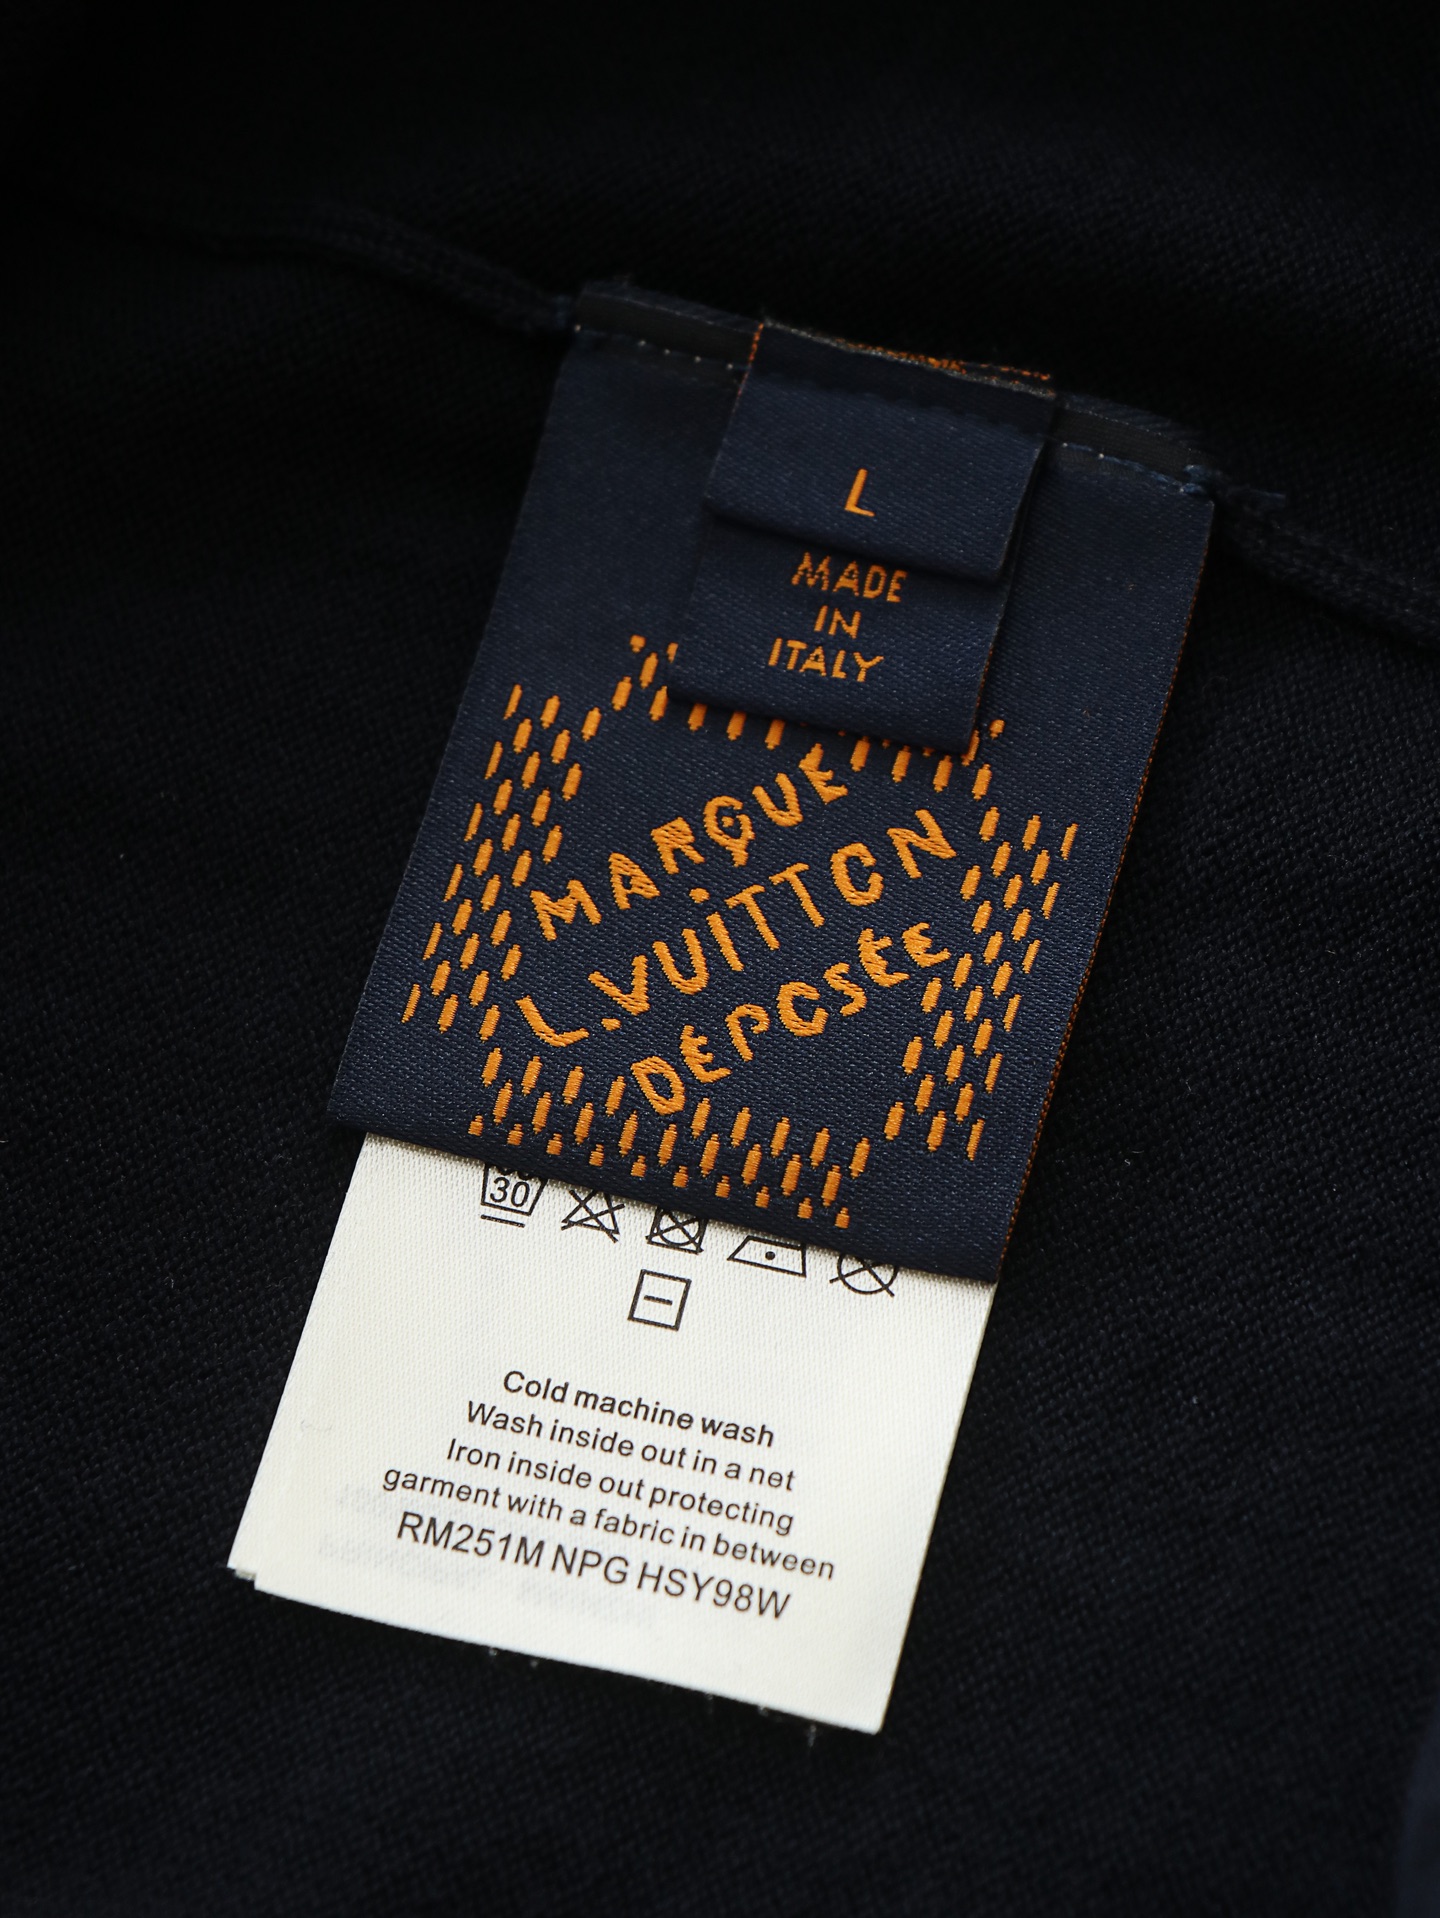 L
MADE
IN
ITALY
MARQUE
L.VUITTON
DÉPOSÉE
30
Cold machine wash
Wash inside out in a net
Iron inside out protecting
garment with a fabric in between
RM251M NPG HSY98W